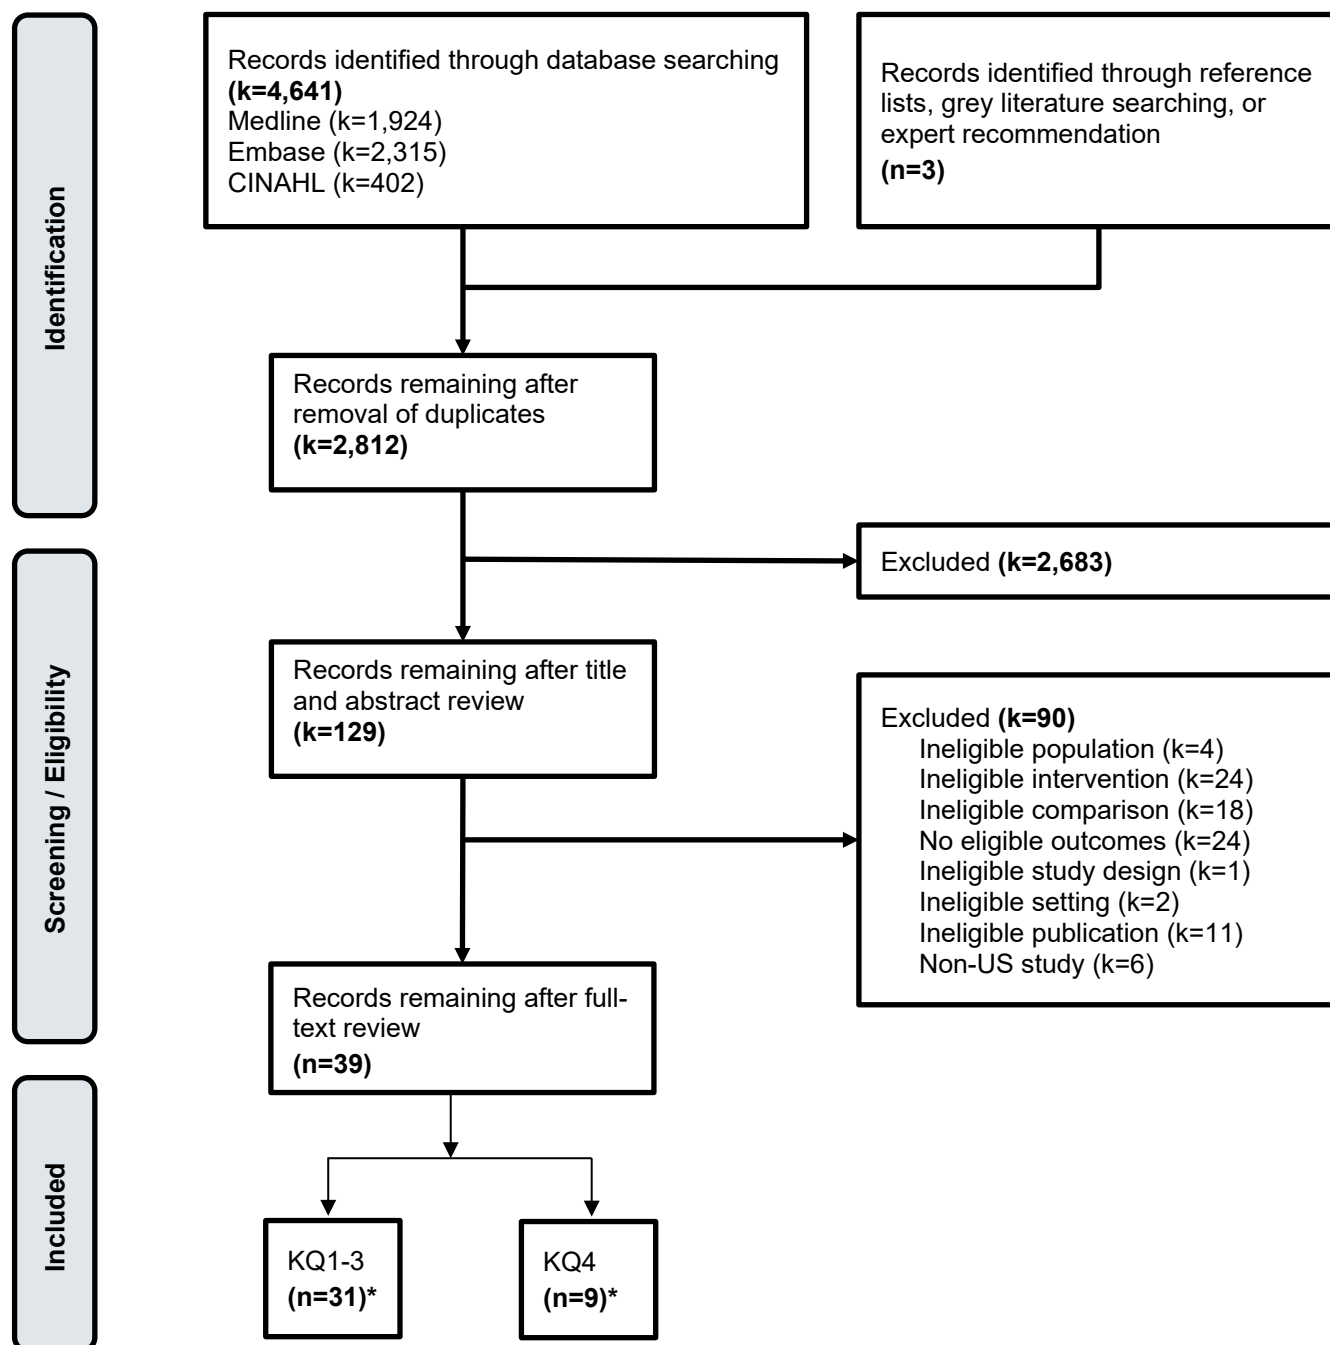 Identification
Records identified through database searching
(k=4,641)
Medline (k=1,924)
Embase (k=2,315)
CINAHL (k=402)
Records identified through reference
lists, grey literature searching, or
expert recommendation
(n=3)
Records remaining after
removal of duplicates
(k=2,812)
Screening / Eligibility
Excluded (k=2,683)
Records remaining after title
and abstract review
(k=129)
Excluded (k=90)
Ineligible population (k=4)
Ineligible intervention (k=24)
Ineligible comparison (k=18)
No eligible outcomes (k=24)
Ineligible study design (k=1)
Ineligible setting (k=2)
Ineligible publication (k=11)
Non-US study (k=6)
Records remaining after full-
text review
(n=39)
Included
KQ1-3
(n=31)*
KQ4
(n=9)*